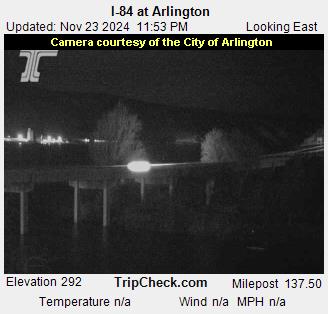 I-84 at Arlington
Updated: Nov 23 2024 11:53 PM Looking East
Camera courtesy of the City of Arlington
Elevation 292 TripCheck.com Milepost 137.50
Temperature n/a Wind n/a MPH n/a